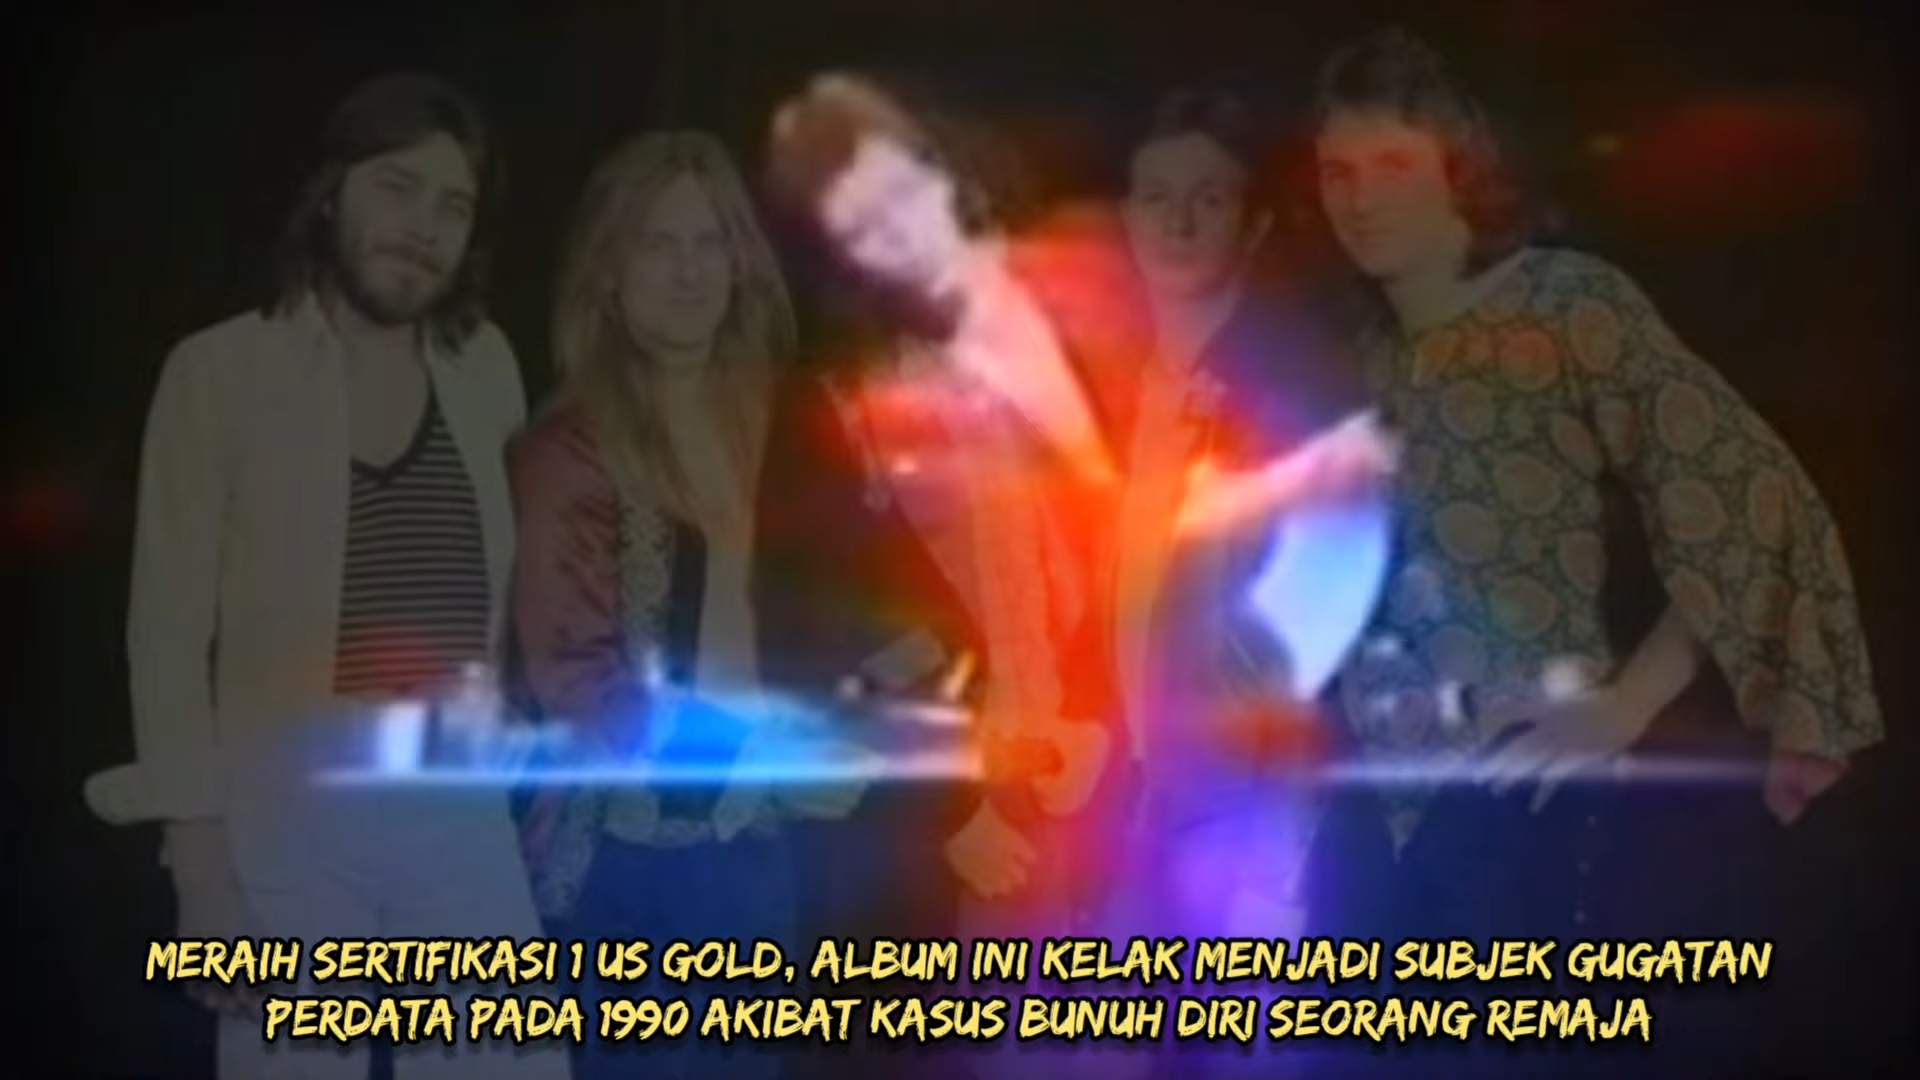 MERAIH SERTIFIKASI 1 US GOLD, ALBUM INI KELAK MENJADI SUBJEK GUGATAN
PERDATA PADA 1990 AKIBAT KASUS BUNUH DIRI SEORANG REMAJA